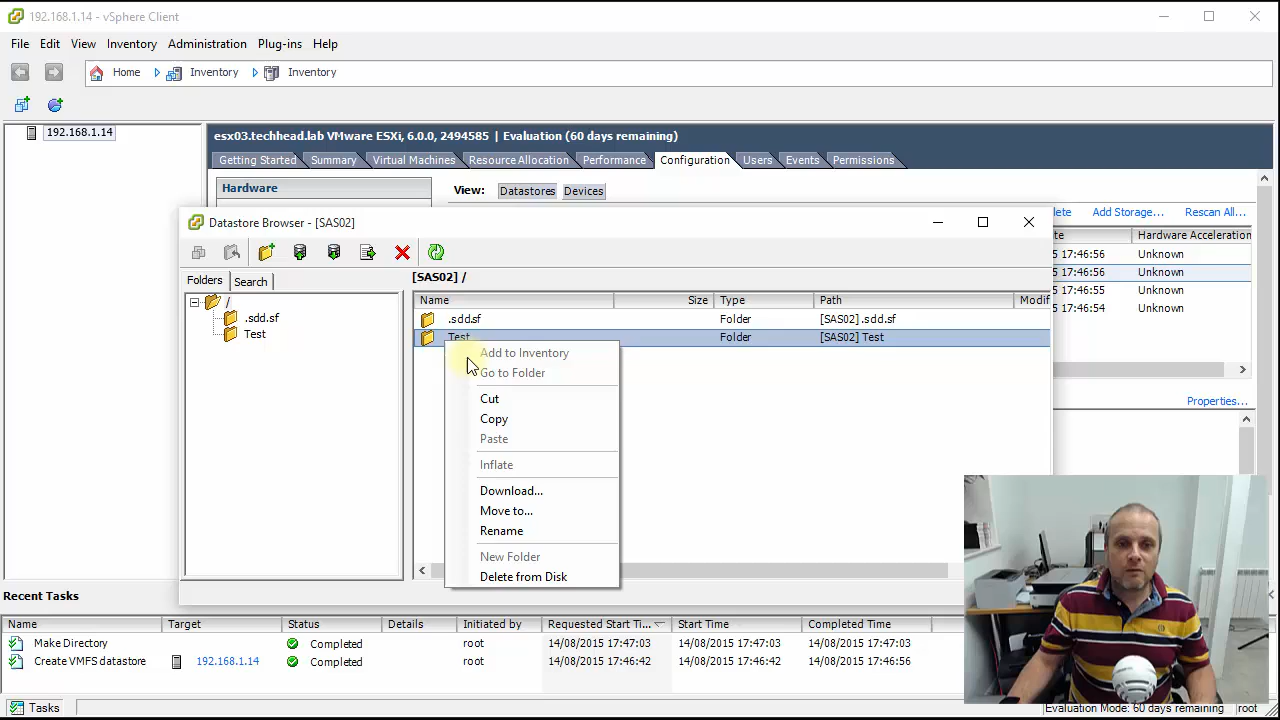 192.168.1.14 - vSphere Client
File Edit View Inventory Administration Plug-ins Help
Home Inventory Inventory
192.168.1.14
esx03.techhead.lab VMware ESXi, 6.0.0, 2494585 | Evaluation (60 days remaining)
Getting Started Summary Virtual Machines Resource Allocation Performance Configuration Users Events Permissions
Hardware
View: Datastores Devices
lete Add Storage... Rescan All...
te Hardware Acceleration
5 17:46:56 Unknown
5 17:46:56 Unknown
5 17:46:55 Unknown
5 17:46:54 Unknown
Properties...
Datastore Browser - [SAS02]
Folders Search
[SAS02] /
/
.sdd.sf
Test
Name Size Type Path Modif
.sdd.sf Folder [SAS02] .sdd.sf
Test Folder [SAS02] Test
Add to Inventory
Go to Folder
Cut
Copy
Paste
Inflate
Download...
Move to...
Rename
New Folder
Delete from Disk
Recent Tasks
Name Target Status Details Initiated by Requested Start Ti... Start Time Completed Time
Make Directory Completed root 14/08/2015 17:47:03 14/08/2015 17:47:03 14/08/2015 17:47:03
Create VMFS datastore 192.168.1.14 Completed root 14/08/2015 17:46:42 14/08/2015 17:46:42 14/08/2015 17:46:56
Tasks Evaluation Mode: 60 days remaining root